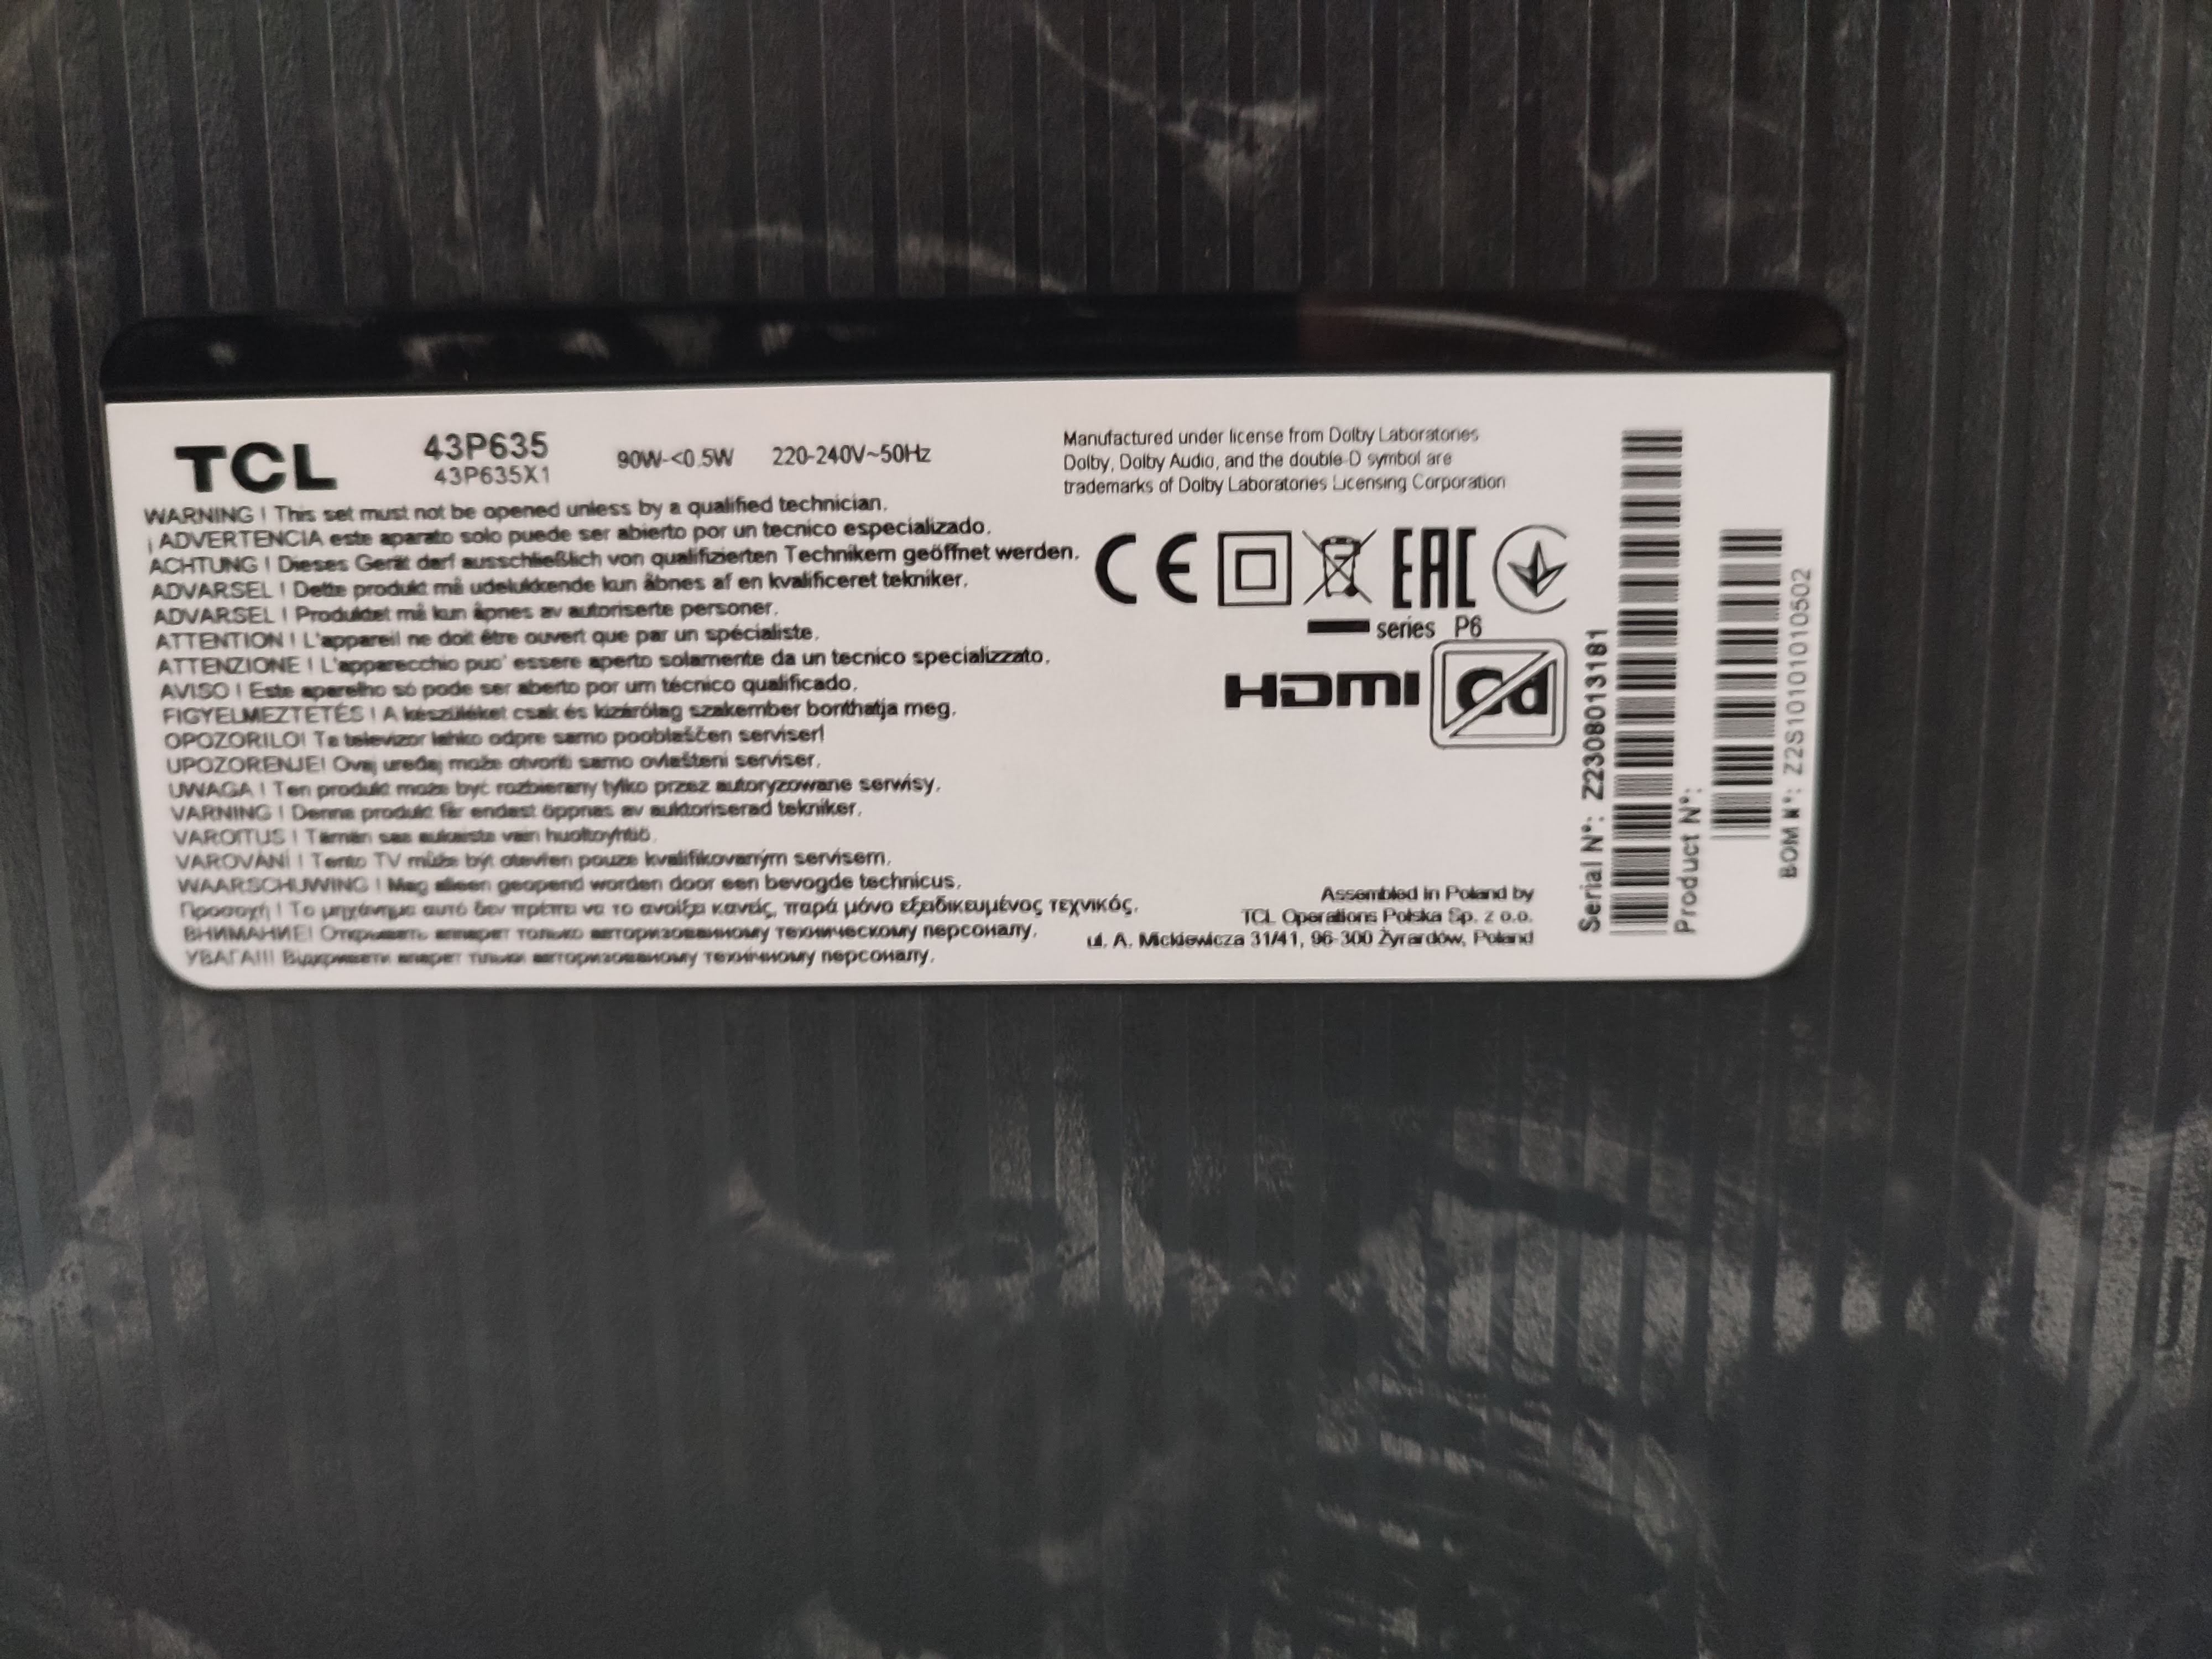 TCL
43P635
43P635X1
90W-<0.5W
220-240V~50Hz
WARNING ! This set must not be opened unless by a qualified technician.
¡ ADVERTENCIA este aparato solo puede ser abierto por un tecnico especializado.
ACHTUNG ! Dieses Gerät darf ausschließlich von qualifizierten Technikern geöffnet werden.
ADVARSEL ! Dette produkt må udelukkende kun åbnes af en kvalificeret tekniker.
ADVARSEL ! Produktet må kun åpnes av autoriserte personer.
ATTENTION ! L'appareil ne doit être ouvert que par un spécialiste.
ATTENZIONE ! L'apparecchio puo' essere aperto solamente da un tecnico specializzato.
AVISO ! Este aparelho só pode ser aberto por um técnico qualificado.
FIGYELMEZTETÉS ! A készüléket csak és kizárólag szakember bonthatja meg.
OPOZORILO! Ta televizor lahko odpre samo pooblaščen serviser!
UPOZORENJE! Ovaj uređaj može otvoriti samo ovlašteni serviser.
UWAGA ! Ten produkt może być rozbierany tylko przez autoryzowane serwisy.
VARNING ! Denna produkt får endast öppnas av auktoriserad tekniker.
VAROITUS ! Tämän saa aukaista vain huoltoyhtiö.
VAROVÁNÍ ! Tento TV může být otevřen pouze kvalifikovaným servisem.
WAARSCHUWING ! Mag alleen geopend worden door een bevogde technicus.
Προσοχή ! Το μηχάνημα αυτό δεν πρέπει να το ανοίξει κανείς, παρά μόνο εξειδικευμένος τεχνικός.
ВНИМАНИЕ! Открывать аппарат только авторизованному техническому персоналу.
УВАГА!!! Відкривати апарат тільки авторизованому технічному персоналу.
Manufactured under license from Dolby Laboratories
Dolby, Dolby Audio, and the double-D symbol are
trademarks of Dolby Laboratories Licensing Corporation
CE EAC
series P6
HDMI Cd
Assembled in Poland by
TCL Operations Polska Sp. z o.o.
ul. A. Mickiewicza 31/41, 96-300 Żyrardów, Poland
Serial N°: Z2308013181
Product N°:
BOM N°: Z2S10101010502